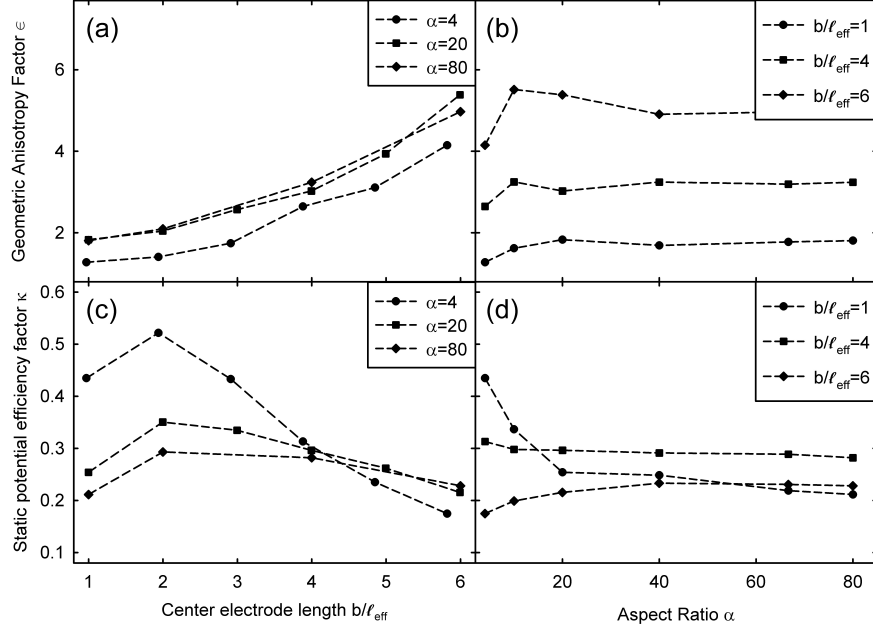 (a)
α=4
α=20
α=80
(b)
b/ℓeff=1
b/ℓeff=4
b/ℓeff=6
Geometric Anisotropy Factor ϵ
6
4
2
(c)
α=4
α=20
α=80
(d)
b/ℓeff=1
b/ℓeff=4
b/ℓeff=6
Static potential efficiency factor κ
0.6
0.5
0.4
0.3
0.2
0.1
1 2 3 4 5 6
20 40 60 80
Center electrode length b/ℓeff
Aspect Ratio α